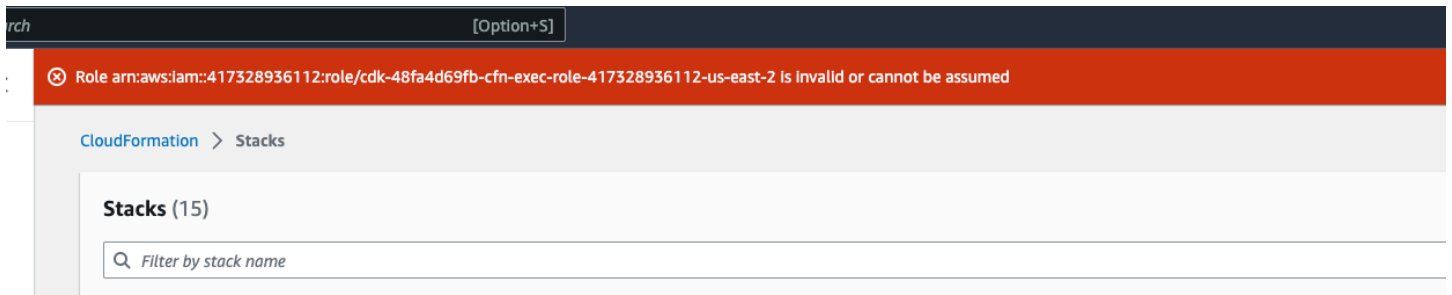 [Option+S]
Role arn:aws:iam::417328936112:role/cdk-48fa4d69fb-cfn-exec-role-417328936112-us-east-2 is invalid or cannot be assumed
CloudFormation > Stacks
Stacks (15)
Filter by stack name